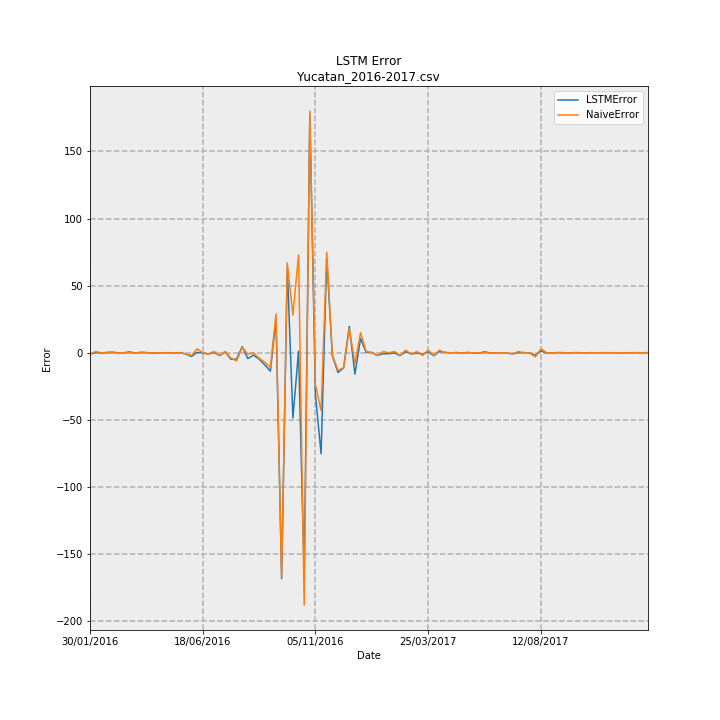 LSTM Error
Yucatan_2016-2017.csv
LSTMError
NaiveError
150
100
50
0
−50
−100
−150
−200
Error
30/01/2016 18/06/2016 05/11/2016 25/03/2017 12/08/2017
Date